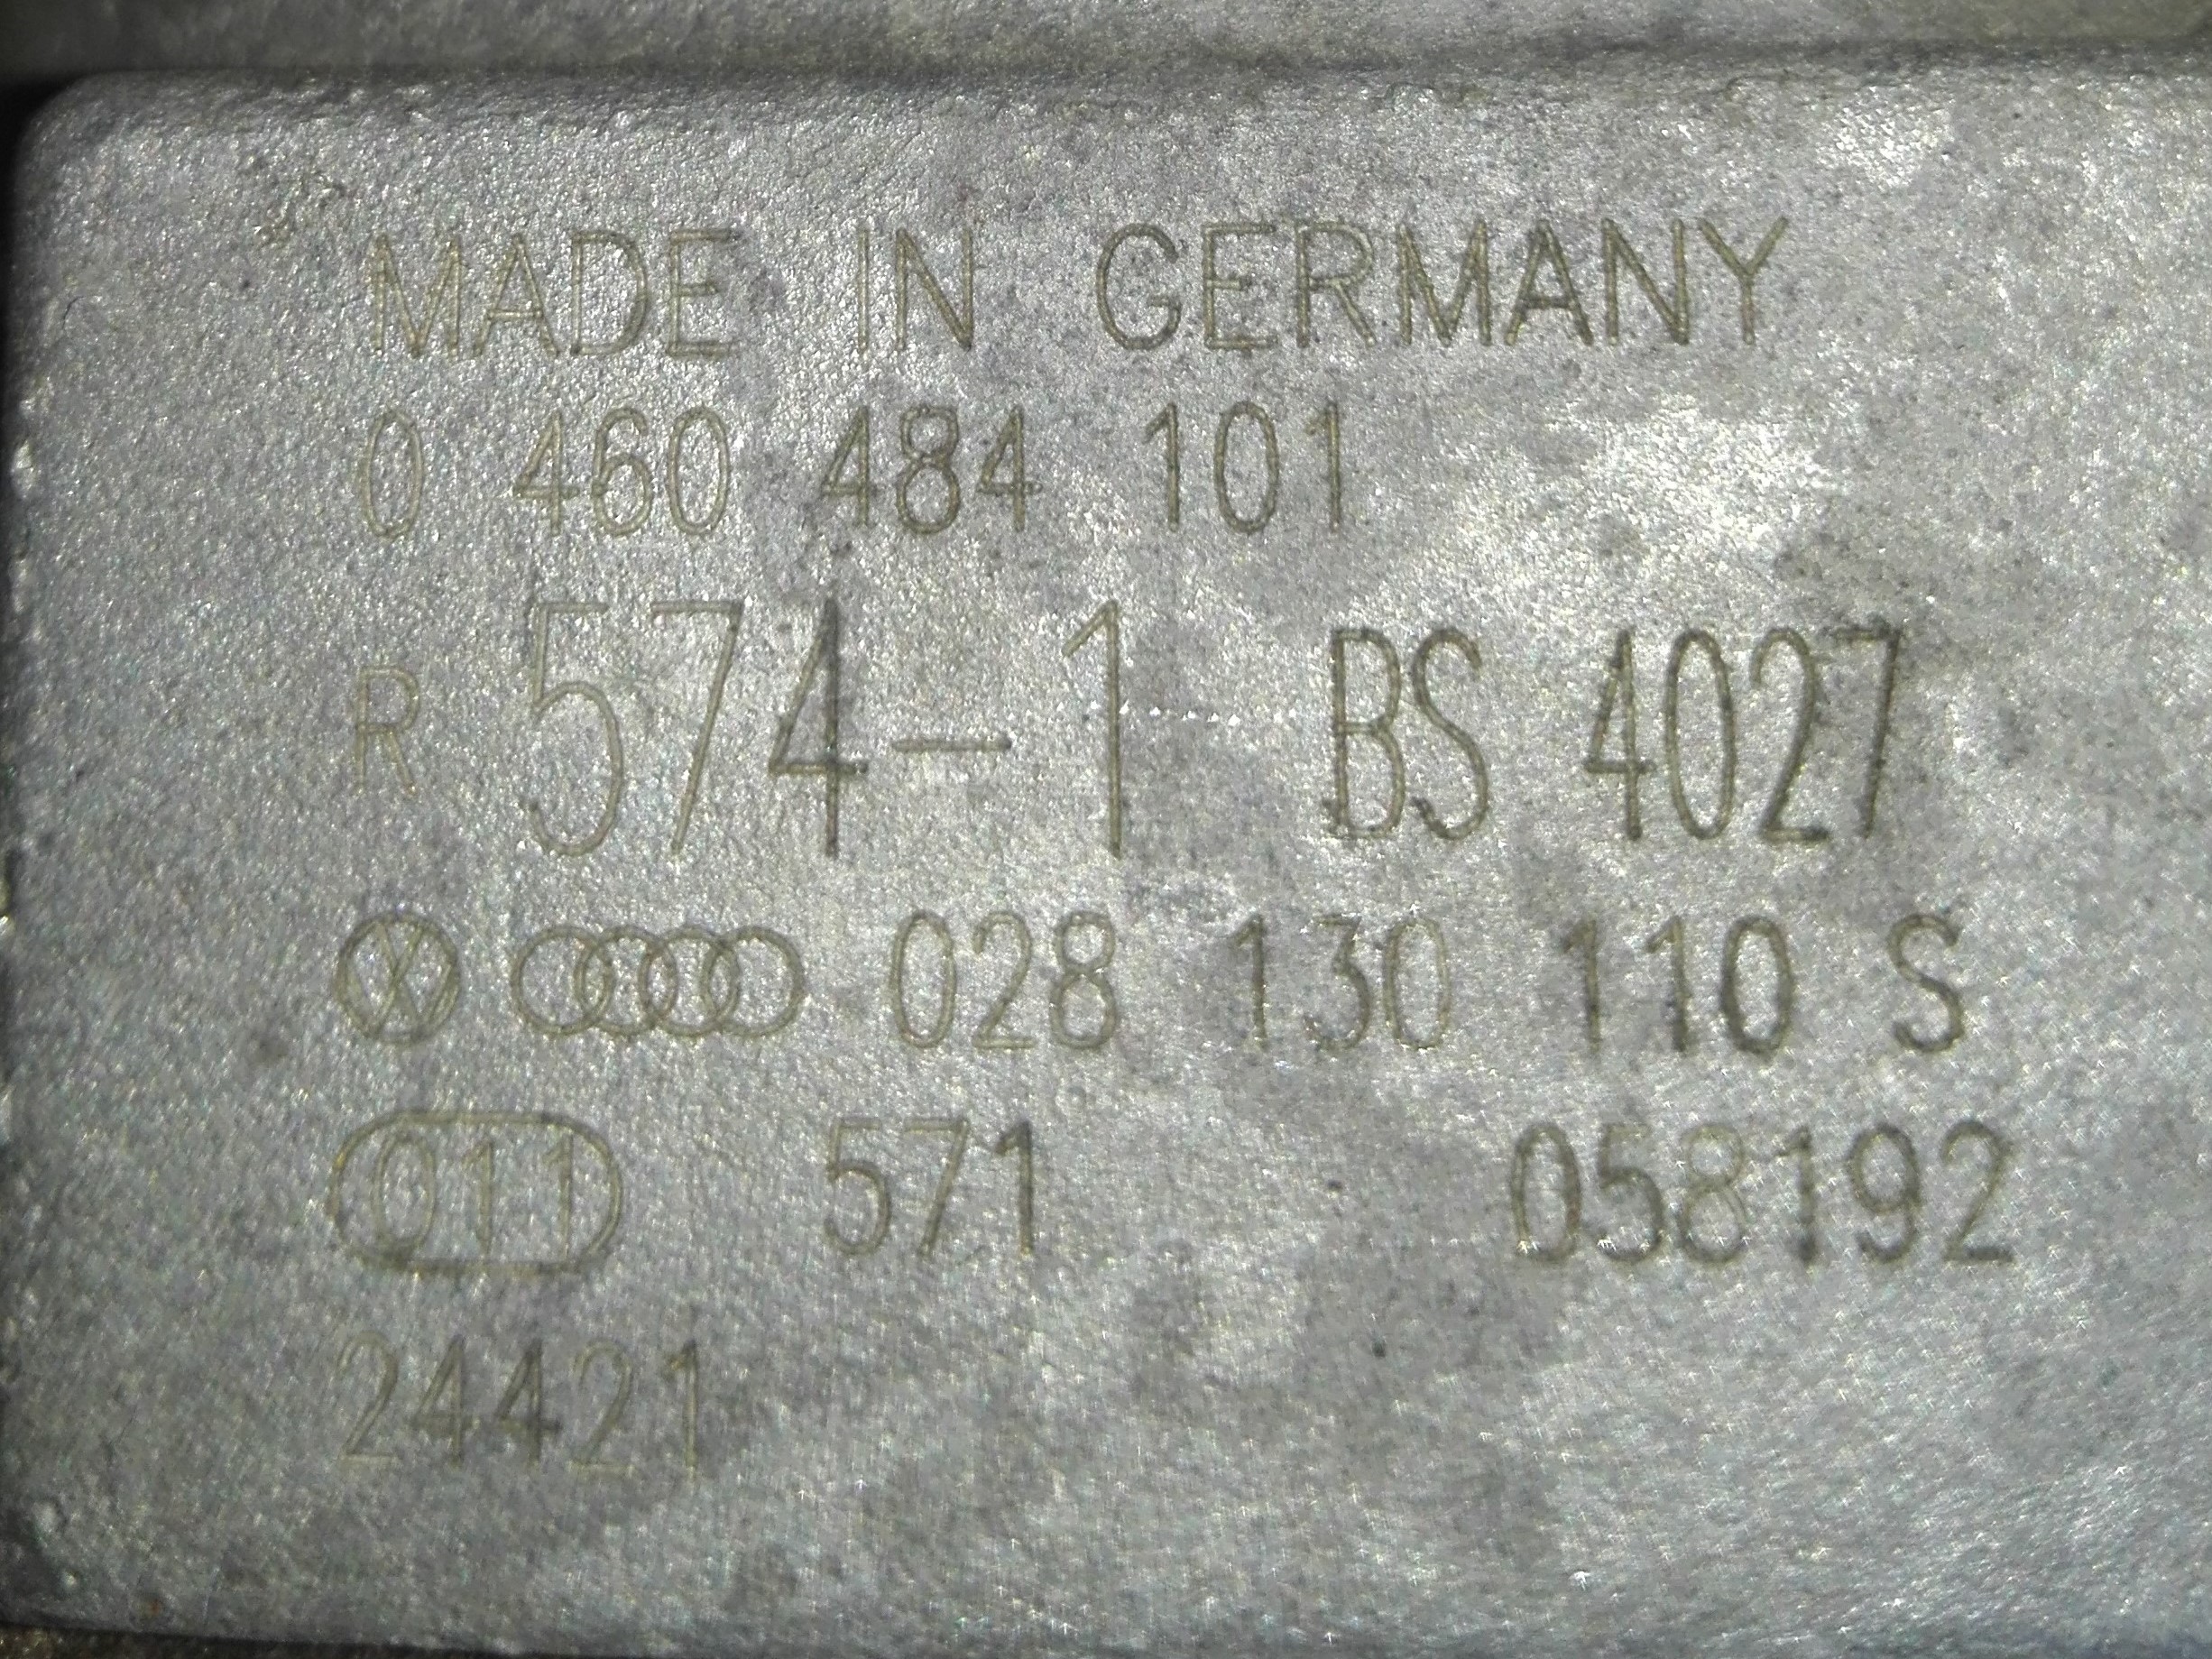 MADE IN GERMANY
0 460 484 101
R 574-1 BS 4027
028 130 110 S
011 571 058192
24421